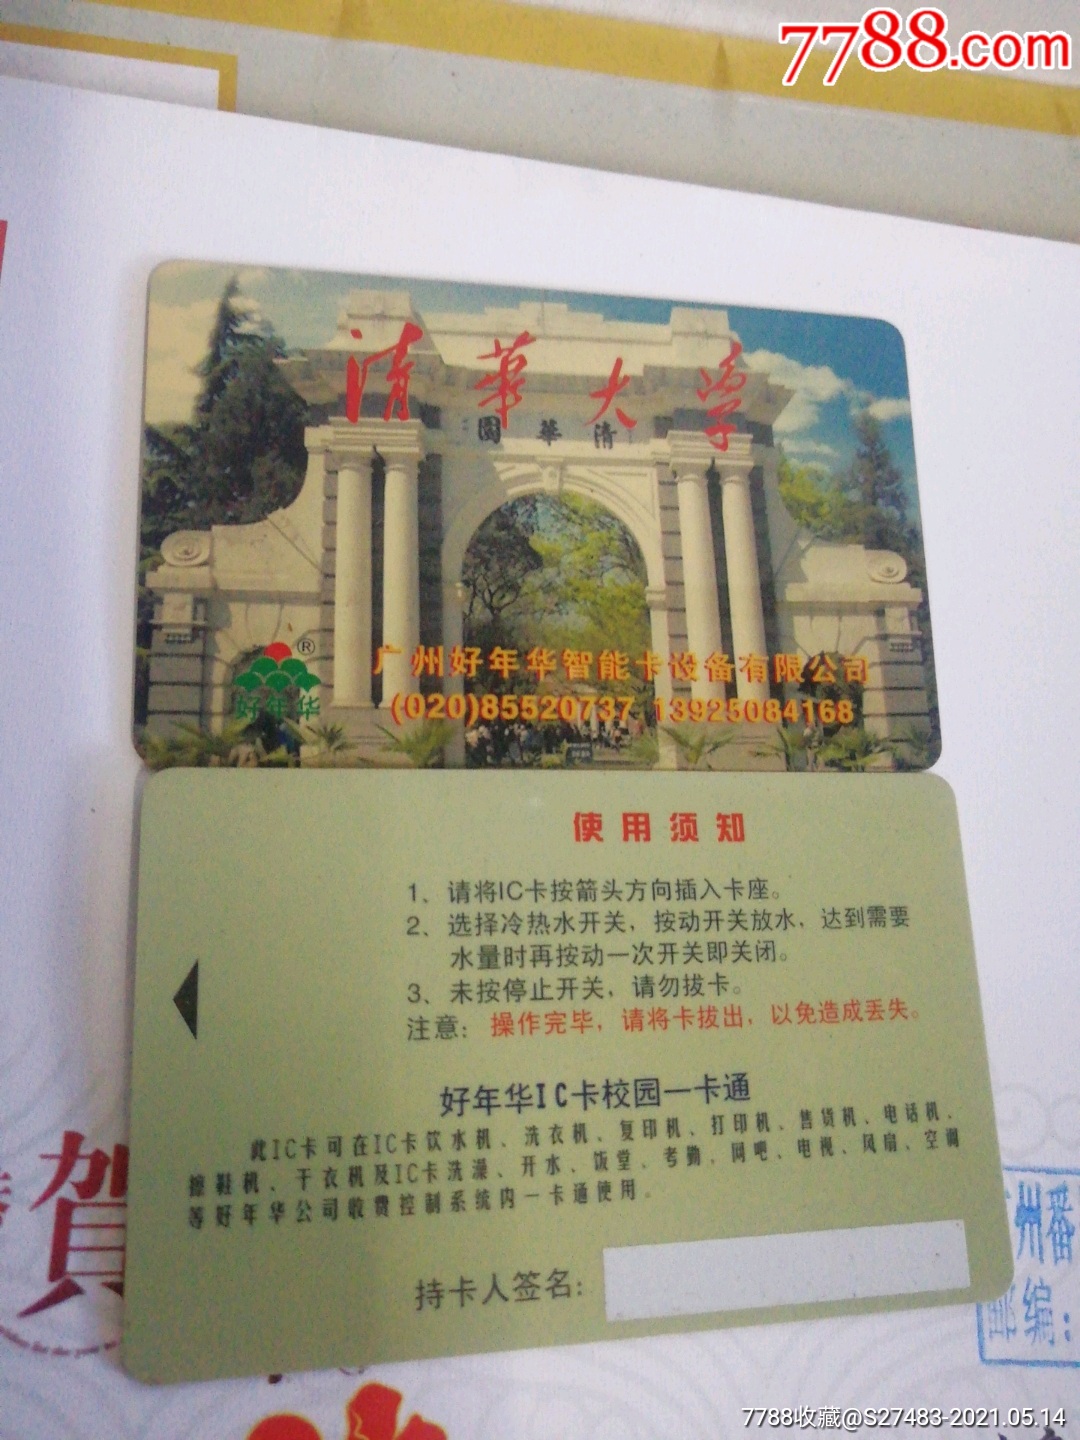 7788.com
清華大学
清華園
广州好年华智能卡设备有限公司
好年华®
(020)85520737 13925084168
使用须知
1、请将IC卡按箭头方向插入卡座。
2、选择冷热水开关，按动开关放水，达到需要
水量时再按动一次开关即关闭。
3、未按停止开关，请勿拔卡。
注意：操作完毕，请将卡拔出，以免造成丢失。
好年华IC卡校园一卡通
此IC卡可在IC卡饮水机、洗衣机、复印机、打印机、售货机、电话机、
擦鞋机、干衣机及IC卡洗澡、开水、饭堂、考勤、网吧、电视、风扇、空调
等好年华公司收费控制系统内一卡通使用。
持卡人签名：
賀
州番
邮编：
7788收藏@S27483-2021.05.14